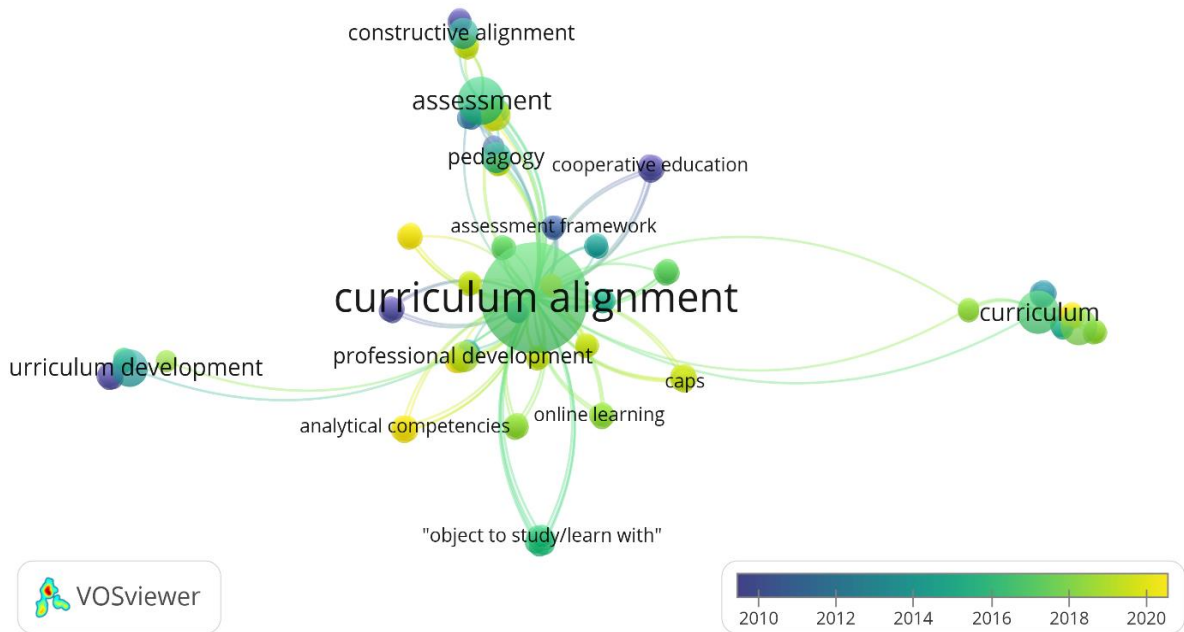 constructive alignment
assessment
pedagogy
cooperative education
assessment framework
curriculum alignment
curriculum
professional development
urriculum development
caps
online learning
analytical competencies
"object to study/learn with"
VOSviewer
2010 2012 2014 2016 2018 2020